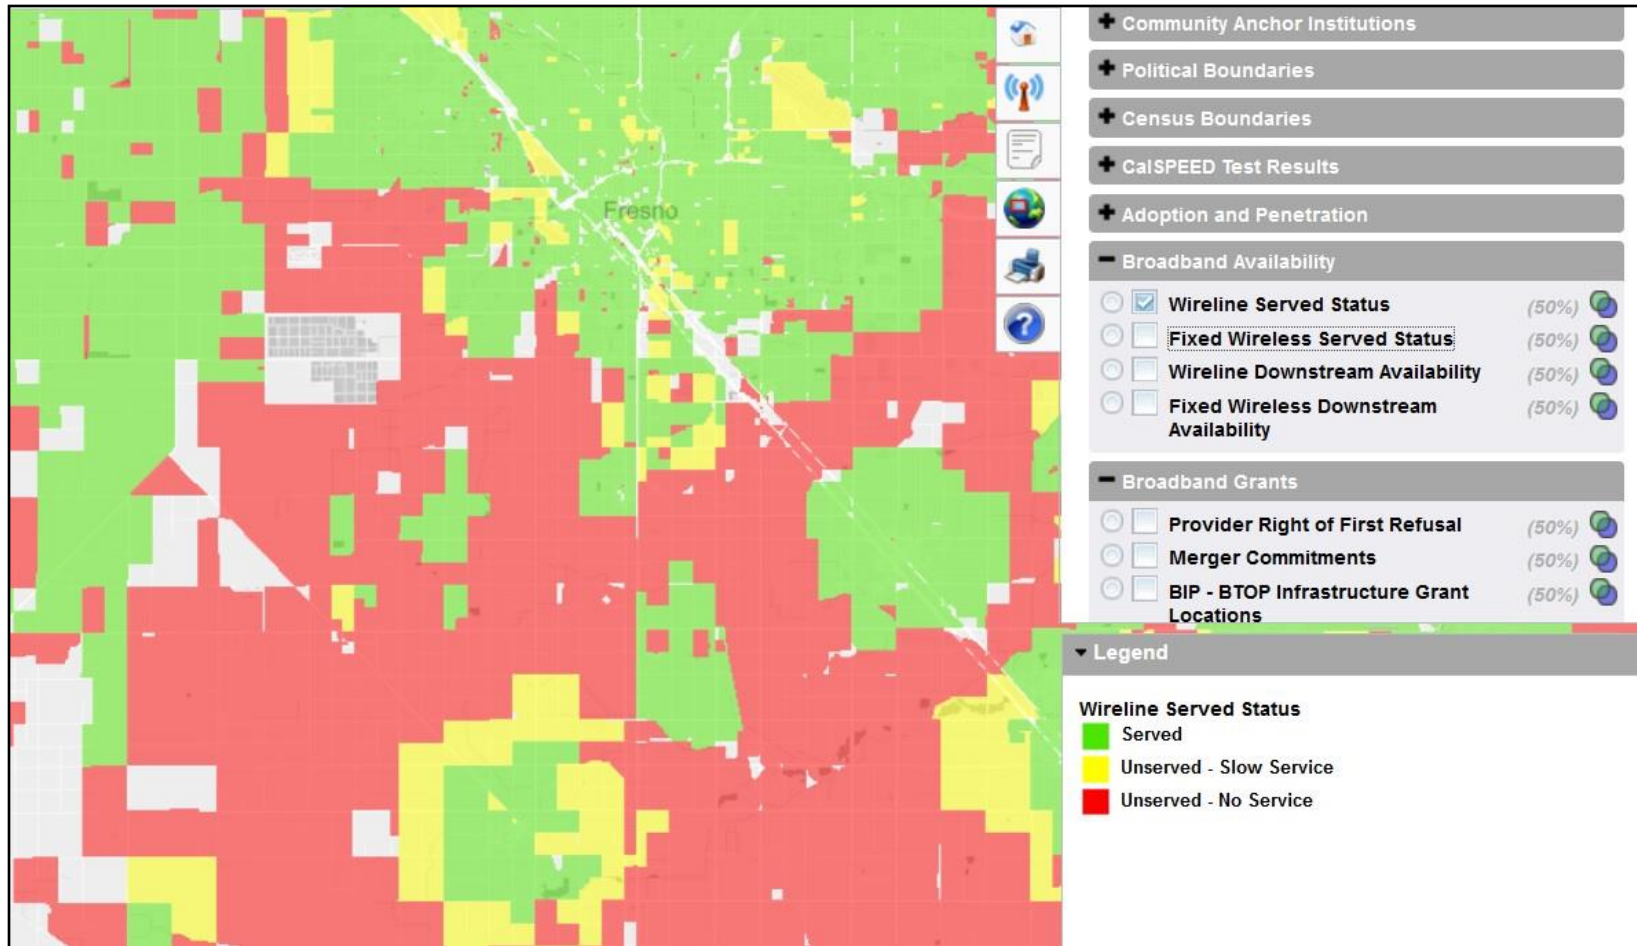 Fresno
Community Anchor Institutions
Political Boundaries
Census Boundaries
CalSPEED Test Results
Adoption and Penetration
Broadband Availability
Wireline Served Status (50%)
Fixed Wireless Served Status (50%)
Wireline Downstream Availability (50%)
Fixed Wireless Downstream (50%)
Availability
Broadband Grants
Provider Right of First Refusal (50%)
Merger Commitments (50%)
BIP - BTOP Infrastructure Grant (50%)
Locations
Legend
Wireline Served Status
Served
Unserved - Slow Service
Unserved - No Service